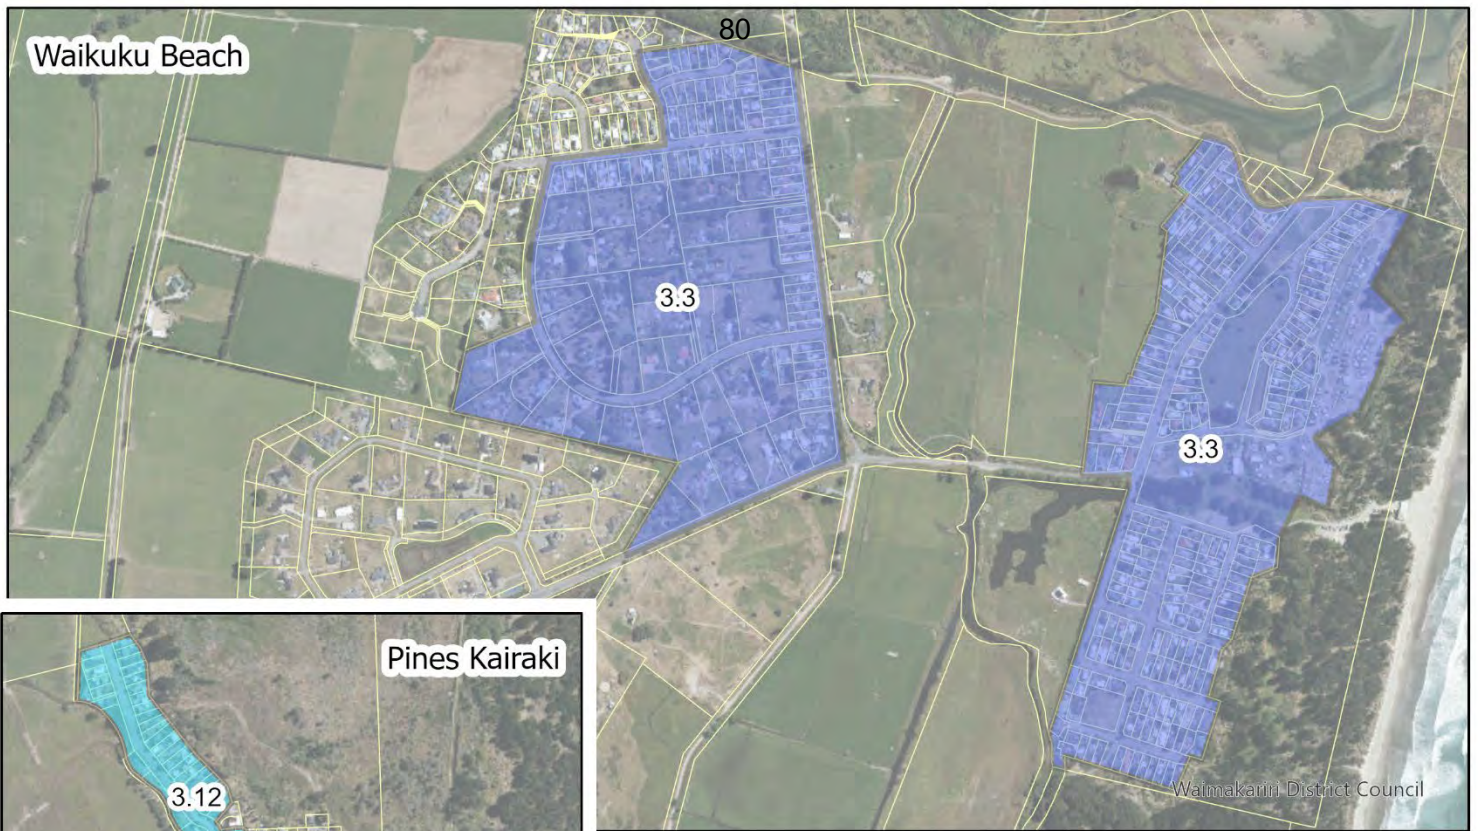 80
Waikuku Beach
3.3
3.3
Pines Kairaki
3.12
Waimakariri District Council